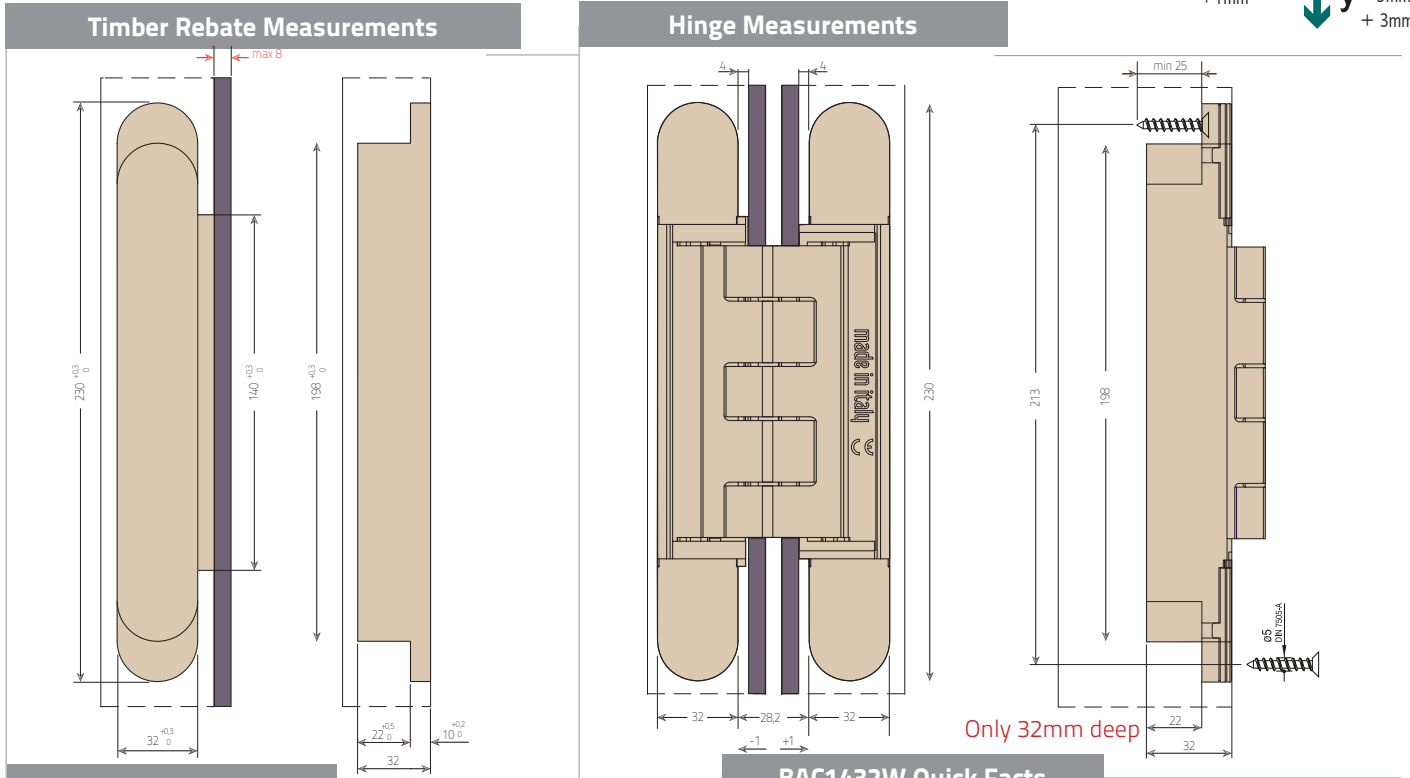 Timber Rebate Measurements
Hinge Measurements
+ 3mm
max 8
230 +0,3 0
140 +0,3 0
198 +0,3 0
32 +0,3 0
22 +0,5 0
10 +0,2 0
32
4
4
made in italy
CE
230
32
28,2
32
-1
+1
min 25
213
198
ø5
DIN 7505-A
Only 32mm deep
22
32